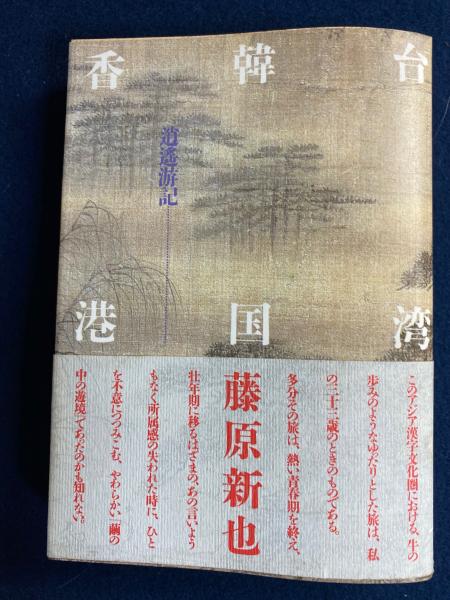 台湾
韓国
香港
逍遙游記
このアジア漢字文化圏における、牛の
歩みのようなゆったりとした旅は、私
の三十三歳のときのものである。
多分その旅は、熱い青春期を終え、
藤原新也
壮年期に移るはざまの、あの言いよう
もなく所属感の失われた時に、ひと
を不意につつみこむ、やわらかい「繭の
中の遊境」であったのかも知れない。